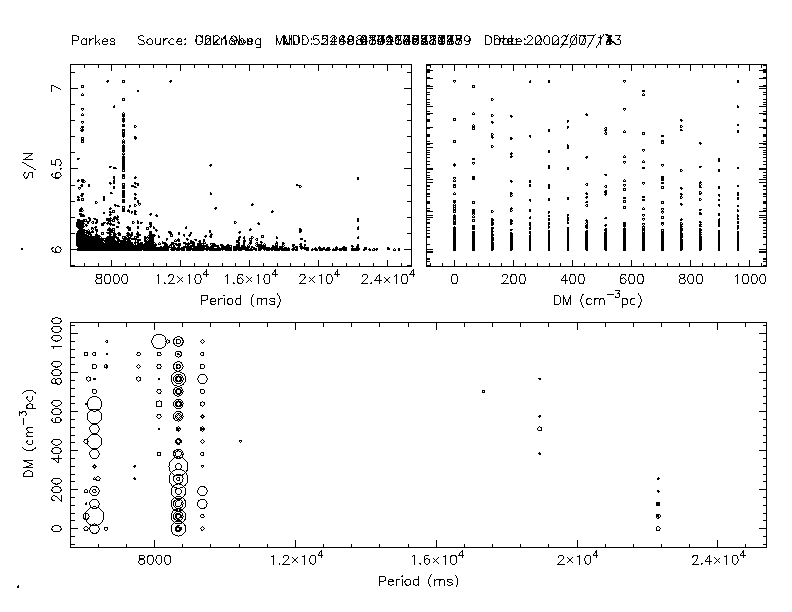 Parkes Source:
7
6.5
6
S/N
8000 1.2×10⁴ 1.6×10⁴ 2×10⁴ 2.4×10⁴
Period (ms)
0 200 400 600 800 1000
DM (cm⁻³pc)
1000
800
600
400
200
0
DM (cm⁻³pc)
8000 1.2×10⁴ 1.6×10⁴ 2×10⁴ 2.4×10⁴
Period (ms)